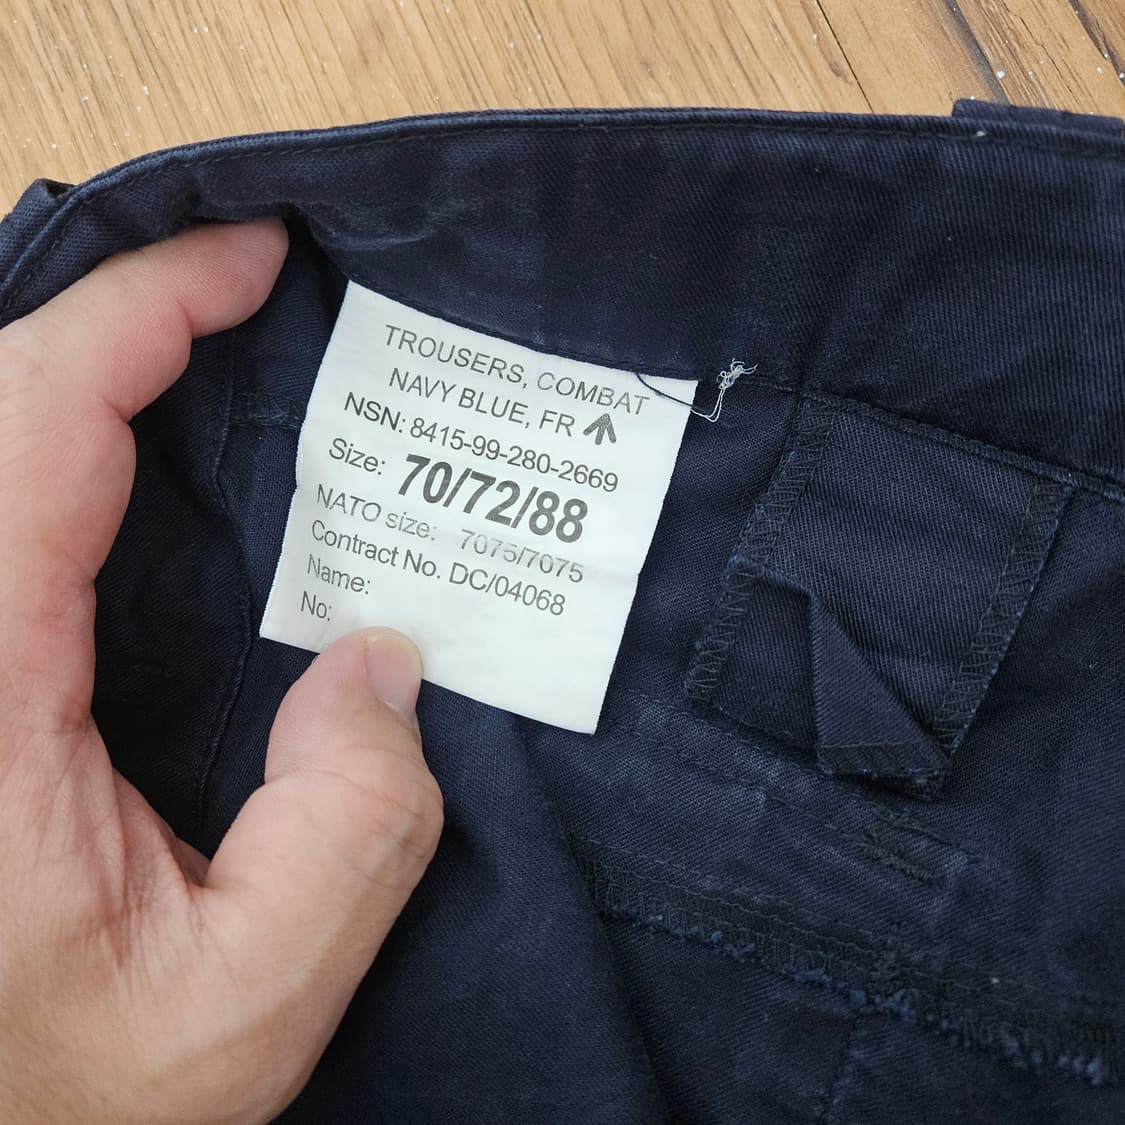 TROUSERS, COMBAT
NAVY BLUE, FR
NSN: 8415-99-280-2669
Size: 70/72/88
NATO size: 7075/7075
Contract No. DC/04068
Name:
No: